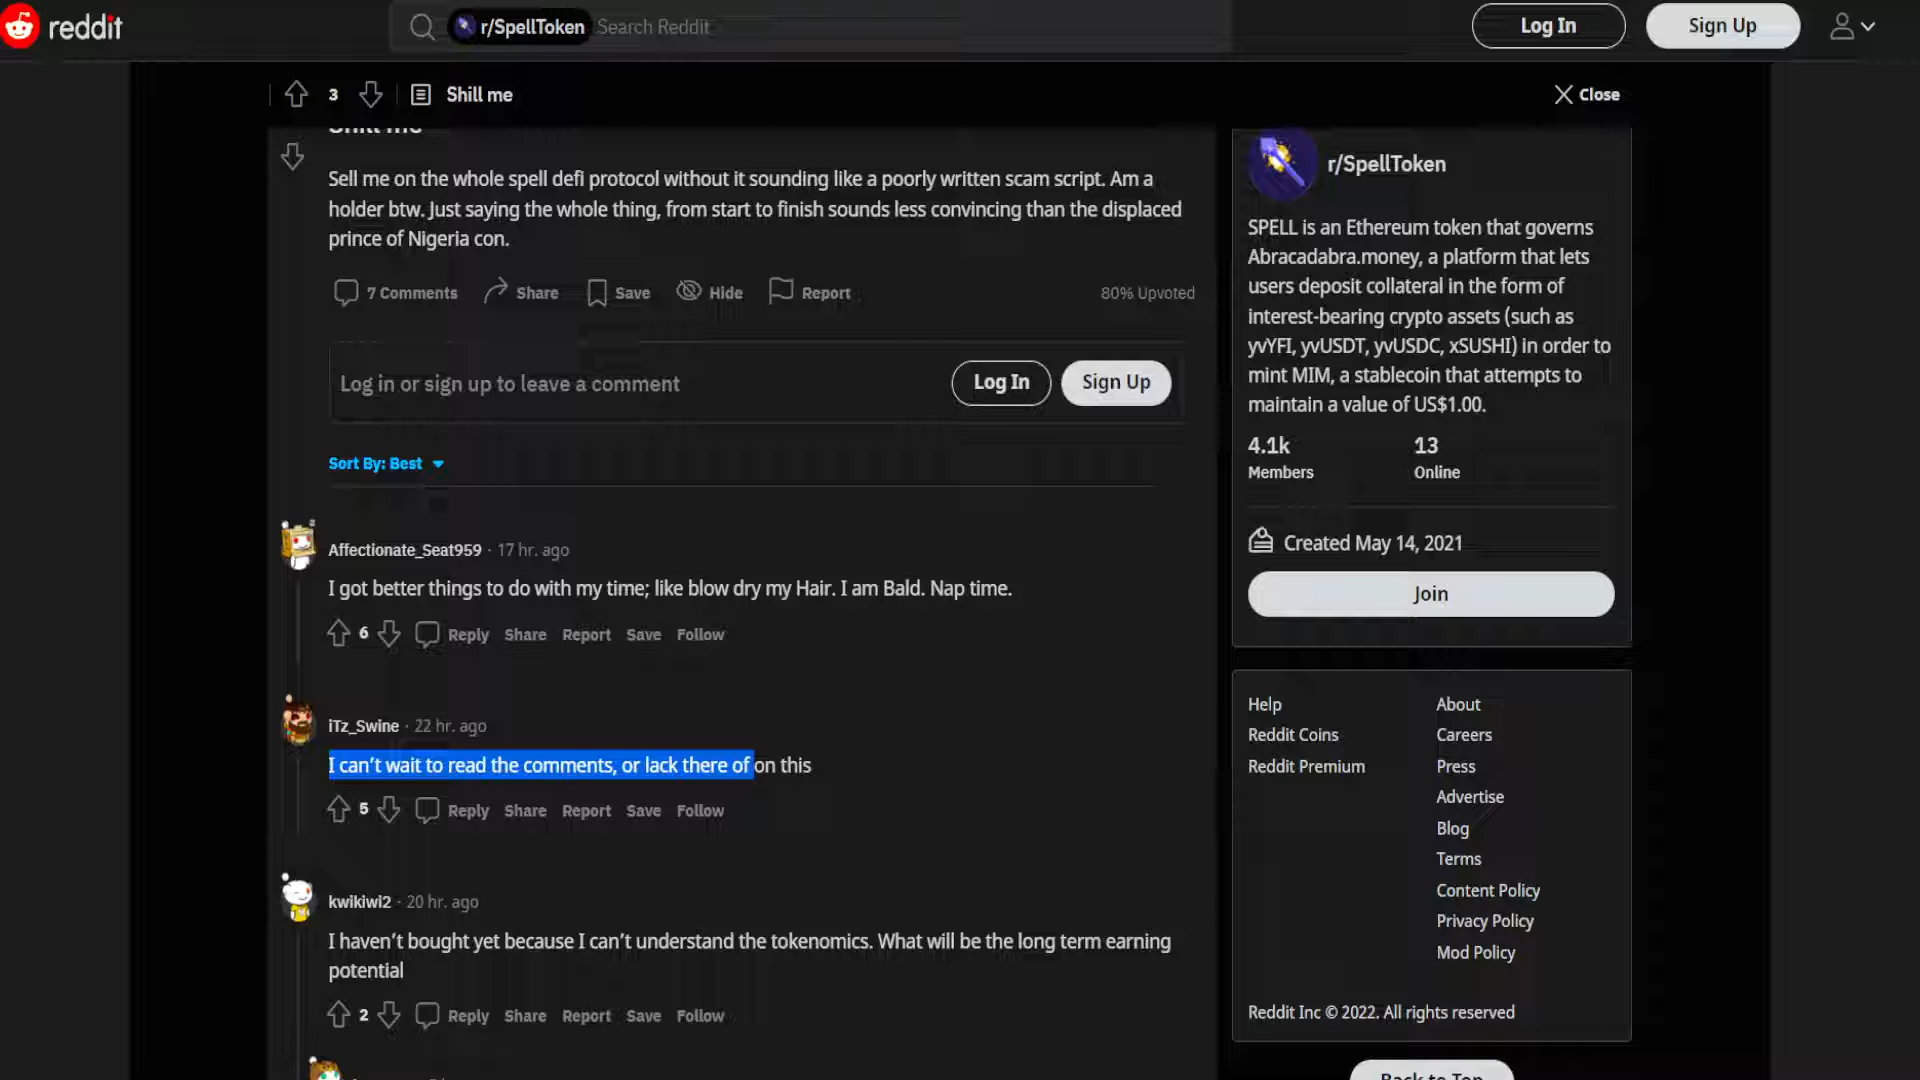 reddit
r/SpellToken Search Reddit
Log In
Sign Up
3
Shill me
Close
Shill me
Sell me on the whole spell defi protocol without it sounding like a poorly written scam script. Am a
holder btw. Just saying the whole thing, from start to finish sounds less convincing than the displaced
prince of Nigeria con.
7 Comments Share Save Hide Report 80% Upvoted
Log in or sign up to leave a comment Log In Sign Up
Sort By: Best
Affectionate_Seat959 · 17 hr. ago
I got better things to do with my time; like blow dry my Hair. I am Bald. Nap time.
6 Reply Share Report Save Follow
iTz_Swine · 22 hr. ago
I can't wait to read the comments, or lack there of on this
5 Reply Share Report Save Follow
kwikiwi2 · 20 hr. ago
I haven't bought yet because I can't understand the tokenomics. What will be the long term earning
potential
2 Reply Share Report Save Follow
r/SpellToken
SPELL is an Ethereum token that governs
Abracadabra.money, a platform that lets
users deposit collateral in the form of
interest-bearing crypto assets (such as
yvYFI, yvUSDT, yvUSDC, xSUSHI) in order to
mint MIM, a stablecoin that attempts to
maintain a value of US$1.00.
4.1k 13
Members Online
Created May 14, 2021
Join
Help About
Reddit Coins Careers
Reddit Premium Press
Advertise
Blog
Terms
Content Policy
Privacy Policy
Mod Policy
Reddit Inc © 2022. All rights reserved
Back to Top